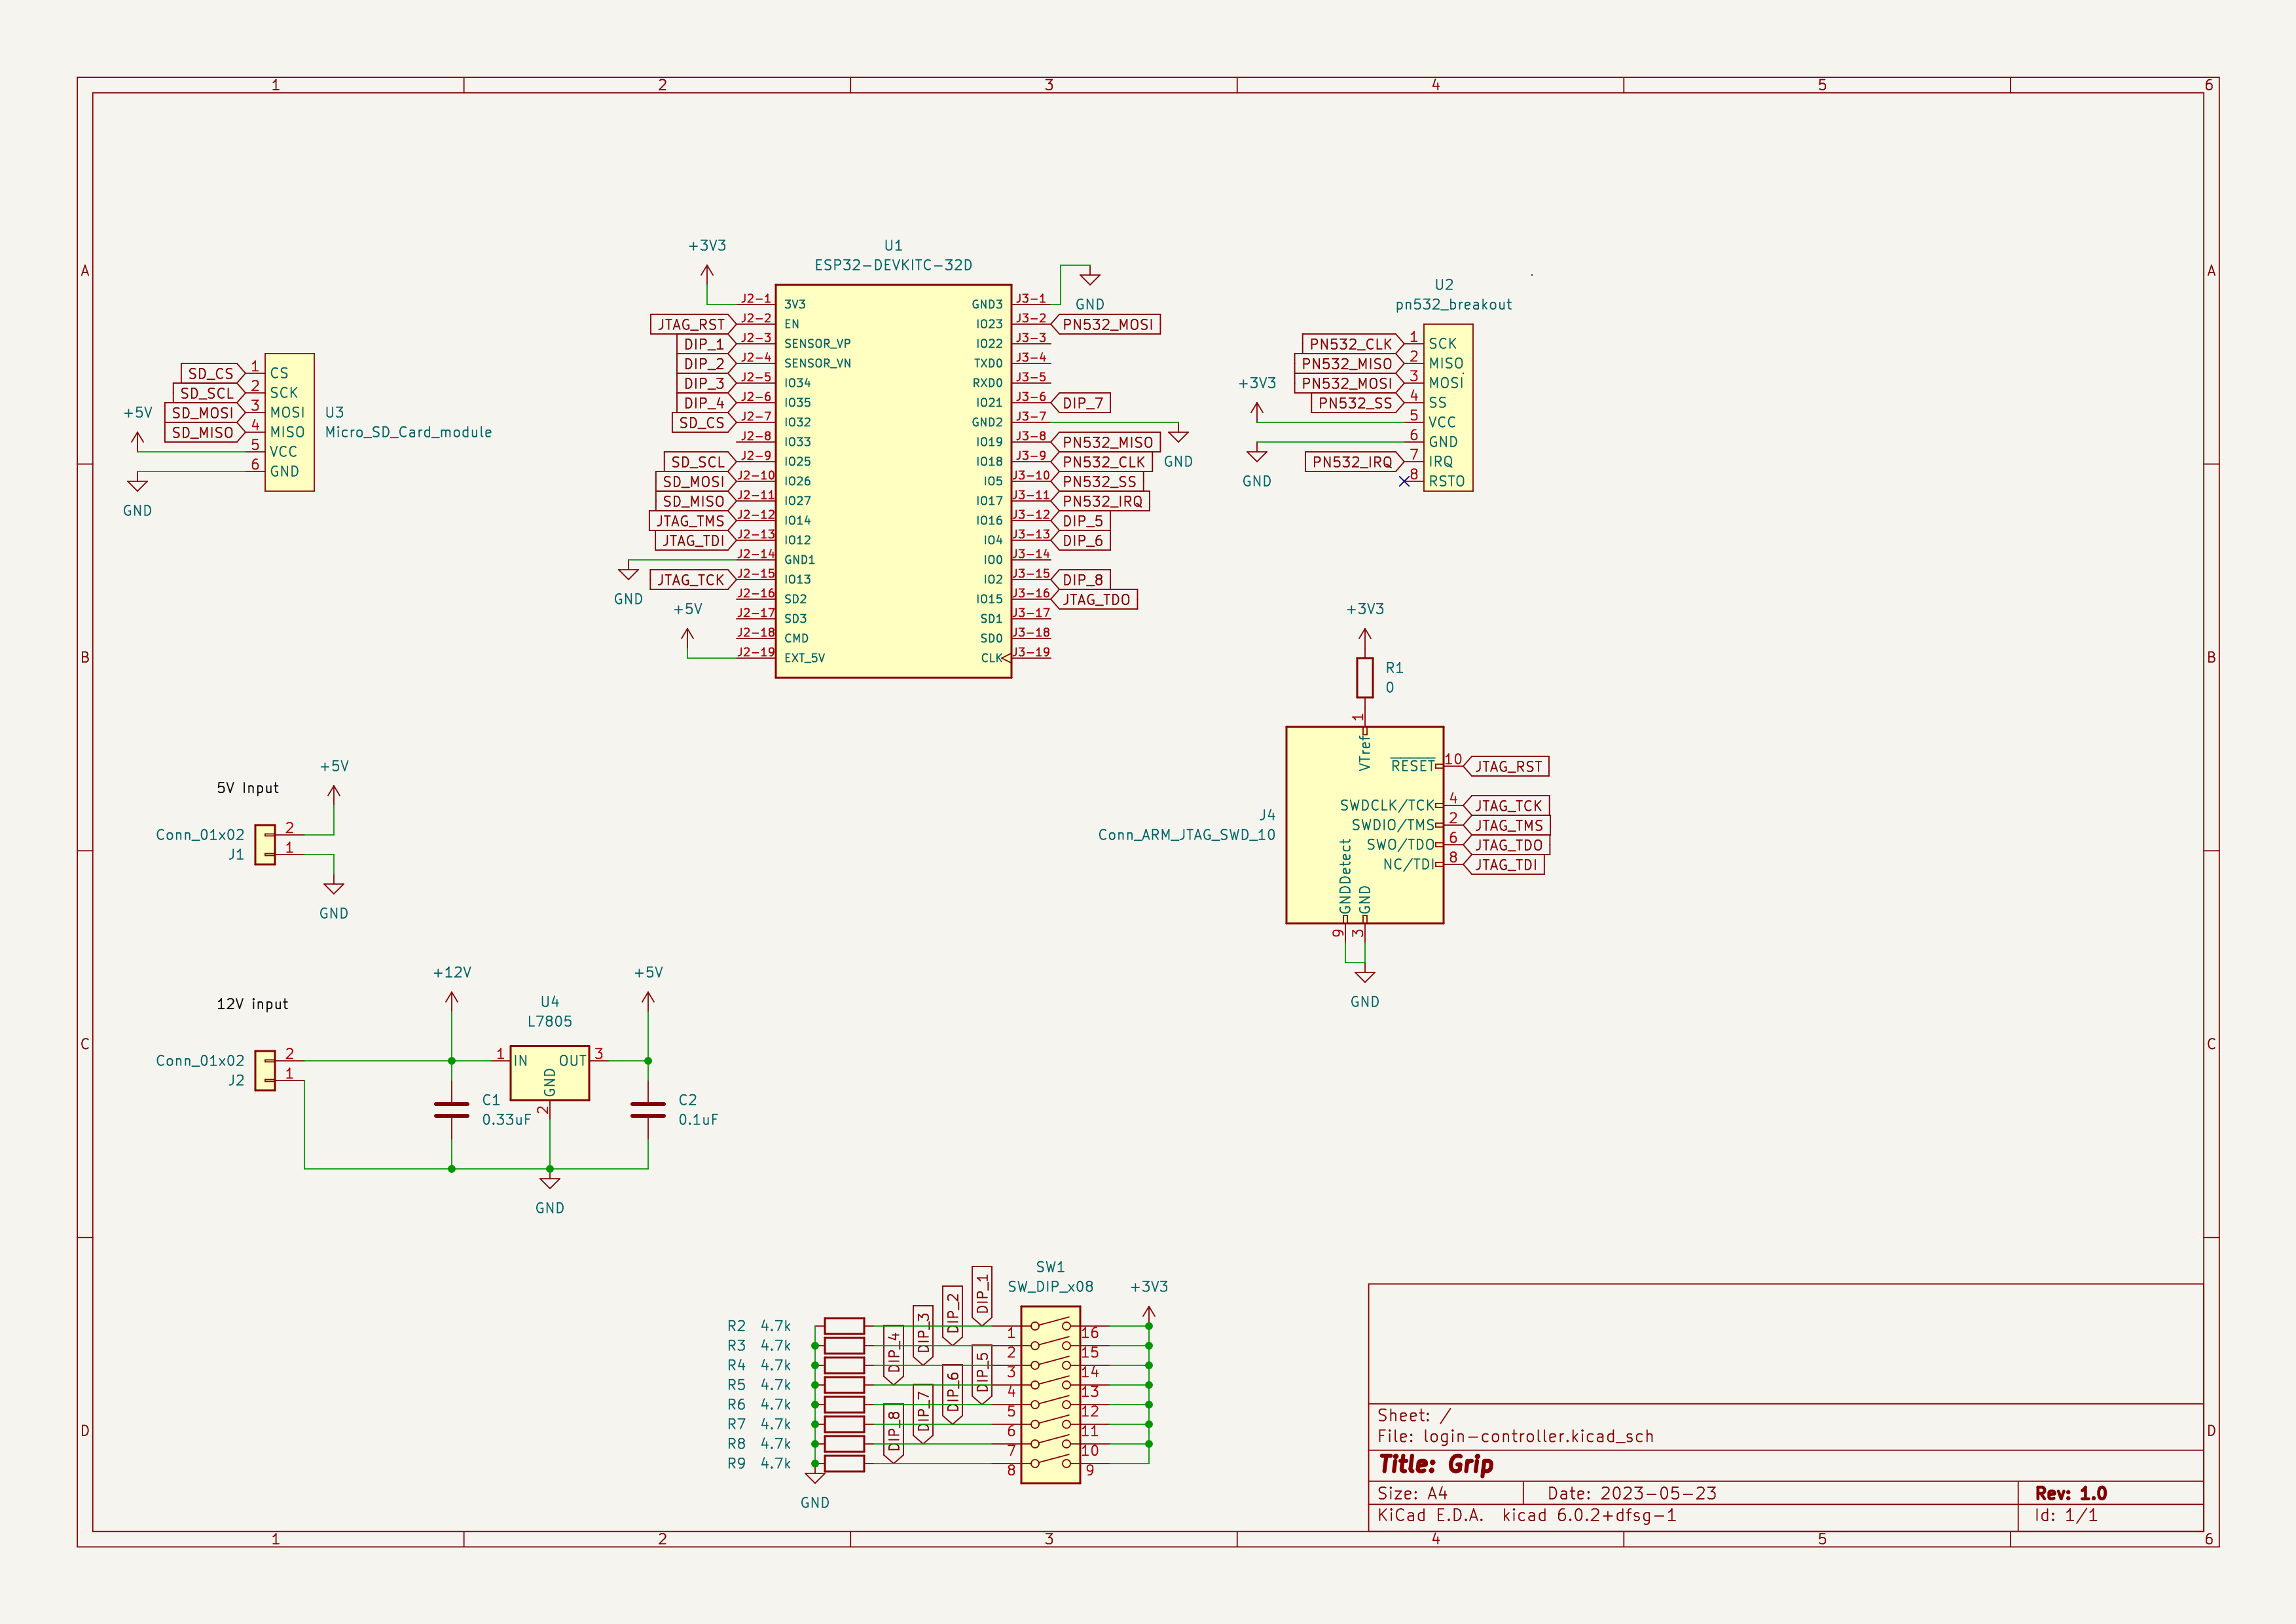 1 2 3 4 5 6
A
A
B
B
C
C
D
D
+3V3
U1
ESP32-DEVKITC-32D
GND
J2-1 3V3
J2-2 EN
J2-3 SENSOR_VP
J2-4 SENSOR_VN
J2-5 IO34
J2-6 IO35
J2-7 IO32
J2-8 IO33
J2-9 IO25
J2-10 IO26
J2-11 IO27
J2-12 IO14
J2-13 IO12
J2-14 GND1
J2-15 IO13
J2-16 SD2
J2-17 SD3
J2-18 CMD
J2-19 EXT_5V
JTAG_RST
DIP_1
DIP_2
DIP_3
DIP_4
SD_CS
SD_SCL
SD_MOSI
SD_MISO
JTAG_TMS
JTAG_TDI
GND
JTAG_TCK
+5V
GND3 J3-1
IO23 J3-2
IO22 J3-3
TXD0 J3-4
RXD0 J3-5
IO21 J3-6
GND2 J3-7
IO19 J3-8
IO18 J3-9
IO5 J3-10
IO17 J3-11
IO16 J3-12
IO4 J3-13
IO0 J3-14
IO2 J3-15
IO15 J3-16
SD1 J3-17
SD0 J3-18
CLK J3-19
PN532_MOSI
DIP_7
GND
PN532_MISO
PN532_CLK
PN532_SS
PN532_IRQ
DIP_5
DIP_6
DIP_8
JTAG_TDO
U2
pn532_breakout
PN532_CLK 1 SCK
PN532_MISO 2 MISO
PN532_MOSI 3 MOSI
PN532_SS 4 SS
+3V3
5 VCC
6 GND
PN532_IRQ 7 IRQ
8 RSTO
GND
SD_CS 1 CS
SD_SCL 2 SCK
SD_MOSI 3 MOSI
SD_MISO 4 MISO
+5V
5 VCC
6 GND
GND
U3
Micro_SD_Card_module
+3V3
R1
0
1
VTref
RESET 10 JTAG_RST
SWDCLK/TCK 4 JTAG_TCK
SWDIO/TMS 2 JTAG_TMS
SWO/TDO 6 JTAG_TDO
NC/TDI 8 JTAG_TDI
J4
Conn_ARM_JTAG_SWD_10
GNDDetect
GND
9 3
GND
+5V
5V Input
Conn_01x02 2
J1 1
GND
+12V
+5V
12V input
U4
L7805
Conn_01x02 2
J2 1
1 IN OUT 3
GND
2
C1
0.33uF
C2
0.1uF
GND
SW1
SW_DIP_x08
+3V3
DIP_1
DIP_2
DIP_3
DIP_4
DIP_5
DIP_6
DIP_7
DIP_8
R2 4.7k
R3 4.7k
R4 4.7k
R5 4.7k
R6 4.7k
R7 4.7k
R8 4.7k
R9 4.7k
1 16
2 15
3 14
4 13
5 12
6 11
7 10
8 9
GND
Sheet: /
File: login-controller.kicad_sch
Title: Grip
Size: A4 Date: 2023-05-23 Rev: 1.0
KiCad E.D.A. kicad 6.0.2+dfsg-1 Id: 1/1
1 2 3 4 5 6